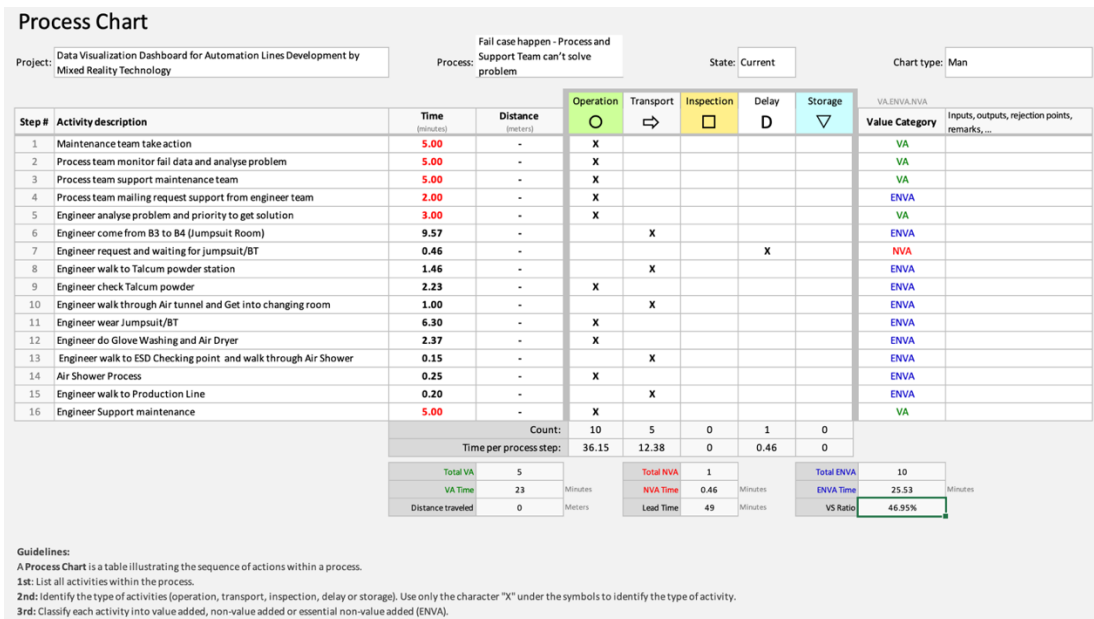 Process Chart
Project: Data Visualization Dashboard for Automation Lines Development by Mixed Reality Technology Process: Fail case happen - Process and Support Team can't solve problem State: Current Chart type: Man
Operation Transport Inspection Delay Storage VA,ENVA,NVA
Step # Activity description Time (minutes) Distance (meters) D Value Category Inputs, outputs, rejection points, remarks, ...
1 Maintenance team take action 5.00 - X VA
2 Process team monitor fail data and analyse problem 5.00 - X VA
3 Process team support maintenance team 5.00 - X VA
4 Process team mailing request support from engineer team 2.00 - X ENVA
5 Engineer analyse problem and priority to get solution 3.00 - X VA
6 Engineer come from B3 to B4 (Jumpsuit Room) 9.57 - X ENVA
7 Engineer request and waiting for jumpsuit/BT 0.46 - X NVA
8 Engineer walk to Talcum powder station 1.46 - X ENVA
9 Engineer check Talcum powder 2.23 - X ENVA
10 Engineer walk through Air tunnel and Get into changing room 1.00 - X ENVA
11 Engineer wear Jumpsuit/BT 6.30 - X ENVA
12 Engineer do Glove Washing and Air Dryer 2.37 - X ENVA
13 Engineer walk to ESD Checking point and walk through Air Shower 0.15 - X ENVA
14 Air Shower Process 0.25 - X ENVA
15 Engineer walk to Production Line 0.20 - X ENVA
16 Engineer Support maintenance 5.00 - X VA
Count: 10 5 0 1 0
Time per process step: 36.15 12.38 0 0.46 0
Total VA 5 Total NVA 1 Total ENVA 10
VA Time 23 Minutes NVA Time 0.46 Minutes ENVA Time 25.53 Minutes
Distance traveled 0 Meters Lead Time 49 Minutes VS Ratio 46.95%
Guidelines:
A Process Chart is a table illustrating the sequence of actions within a process.
1st: List all activities within the process.
2nd: Identify the type of activities (operation, transport, inspection, delay or storage). Use only the character "X" under the symbols to identify the type of activity.
3rd: Classify each activity into value added, non-value added or essential non-value added (ENVA).